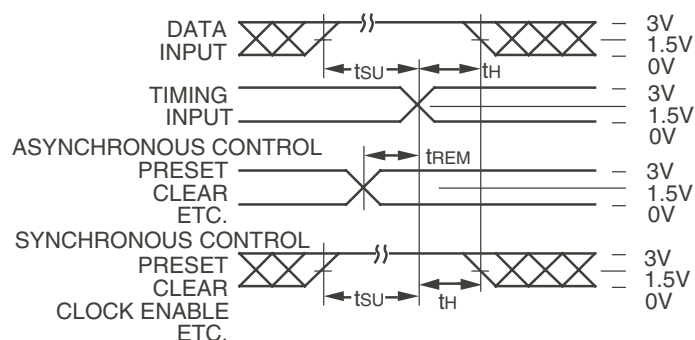 DATA
INPUT
tSU
tH
3V
1.5V
0V
TIMING
INPUT
3V
1.5V
0V
ASYNCHRONOUS CONTROL
tREM
PRESET
CLEAR
ETC.
3V
1.5V
0V
SYNCHRONOUS CONTROL
PRESET
CLEAR
CLOCK ENABLE
ETC.
tSU
tH
3V
1.5V
0V